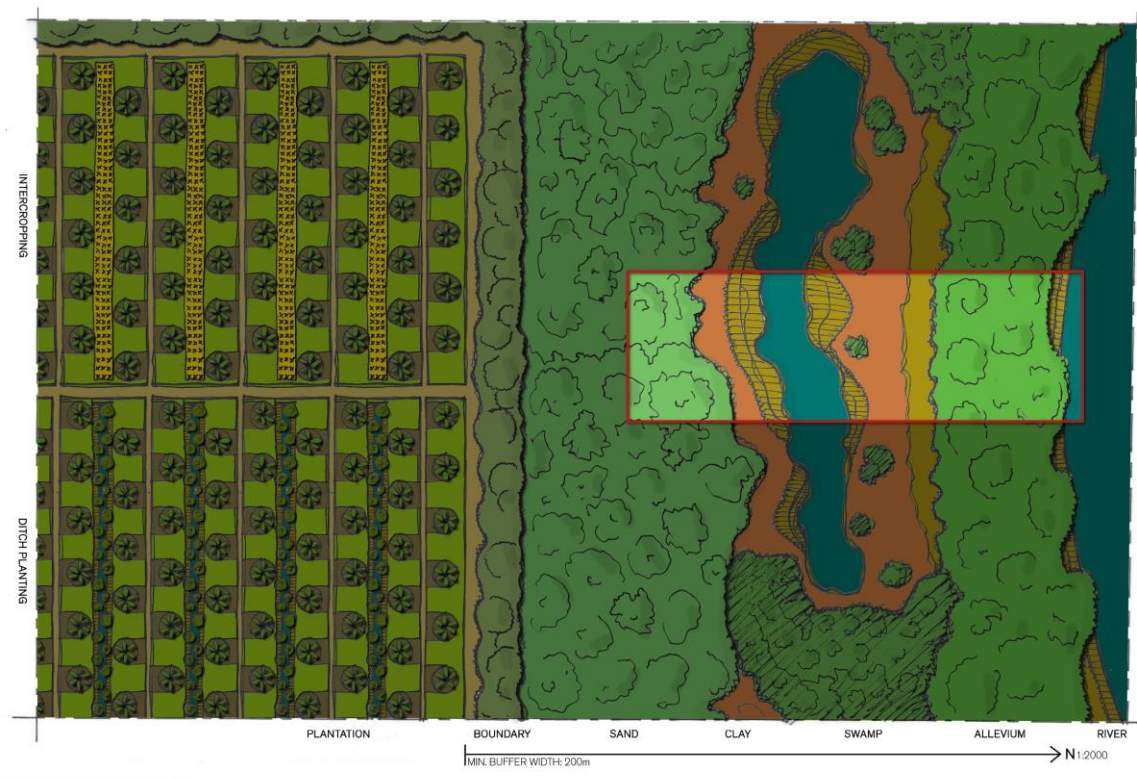 INTERCROPPING
DITCH PLANTING
PLANTATION BOUNDARY SAND CLAY SWAMP ALLEVIUM RIVER
MIN. BUFFER WIDTH: 200m
N 1:2000